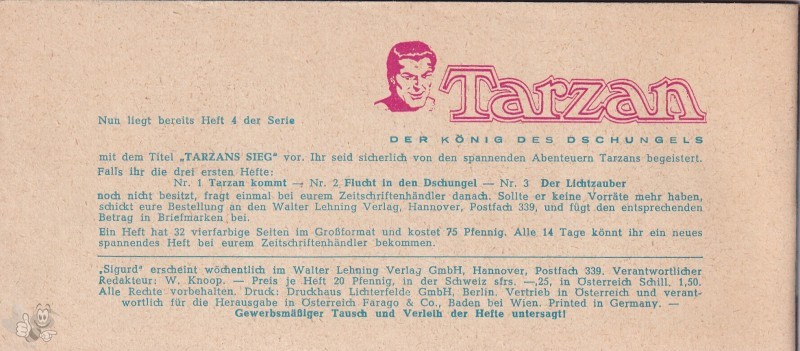 Tarzan
Nun liegt bereits Heft 4 der Serie
DER KÖNIG DES DSCHUNGELS
mit dem Titel „TARZANS SIEG" vor. Ihr seid sicherlich von den spannenden Abenteuern Tarzans begeistert.
Falls ihr die drei ersten Hefte:
Nr. 1 Tarzan kommt — Nr. 2 Flucht in den Dschungel — Nr. 3 Der Lichtzauber
noch nicht besitzt, fragt einmal bei eurem Zeitschriftenhändler danach. Sollte er keine Vorräte mehr haben,
schickt eure Bestellung an den Walter Lehning Verlag, Hannover, Postfach 339, und fügt den entsprechenden
Betrag in Briefmarken bei.
Ein Heft hat 32 vierfarbige Seiten im Großformat und kostet 75 Pfennig. Alle 14 Tage könnt ihr ein neues
spannendes Heft bei eurem Zeitschriftenhändler bekommen.
„Sigurd" erscheint wöchentlich im Walter Lehning Verlag GmbH, Hannover, Postfach 339. Verantwortlicher
Redakteur: W. Knoop. — Preis je Heft 20 Pfennig, in der Schweiz sfrs. —,25, in Österreich Schill. 1,50.
Alle Rechte vorbehalten. Druck: Druckhaus Lichterfelde GmbH, Berlin. Vertrieb in Österreich und verant-
wortlich für die Herausgabe in Österreich Farago & Co., Baden bei Wien. Printed in Germany. —
Gewerbsmäßiger Tausch und Verleih der Hefte untersagt!